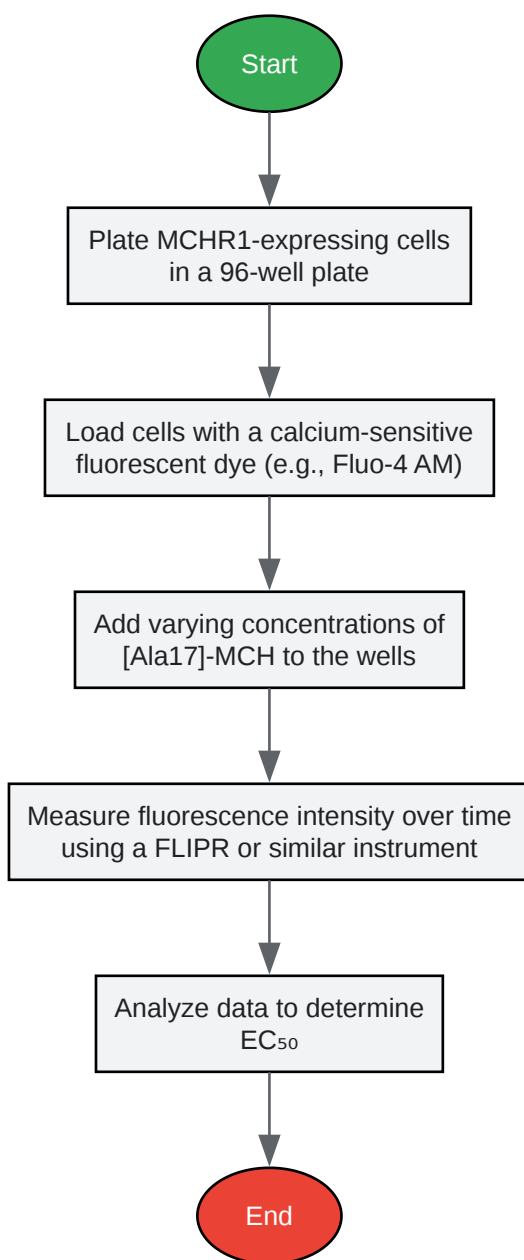 Start
Plate MCHR1-expressing cells
in a 96-well plate
Load cells with a calcium-sensitive
fluorescent dye (e.g., Fluo-4 AM)
Add varying concentrations of
[Ala17]-MCH to the wells
Measure fluorescence intensity over time
using a FLIPR or similar instrument
Analyze data to determine
EC₅₀
End